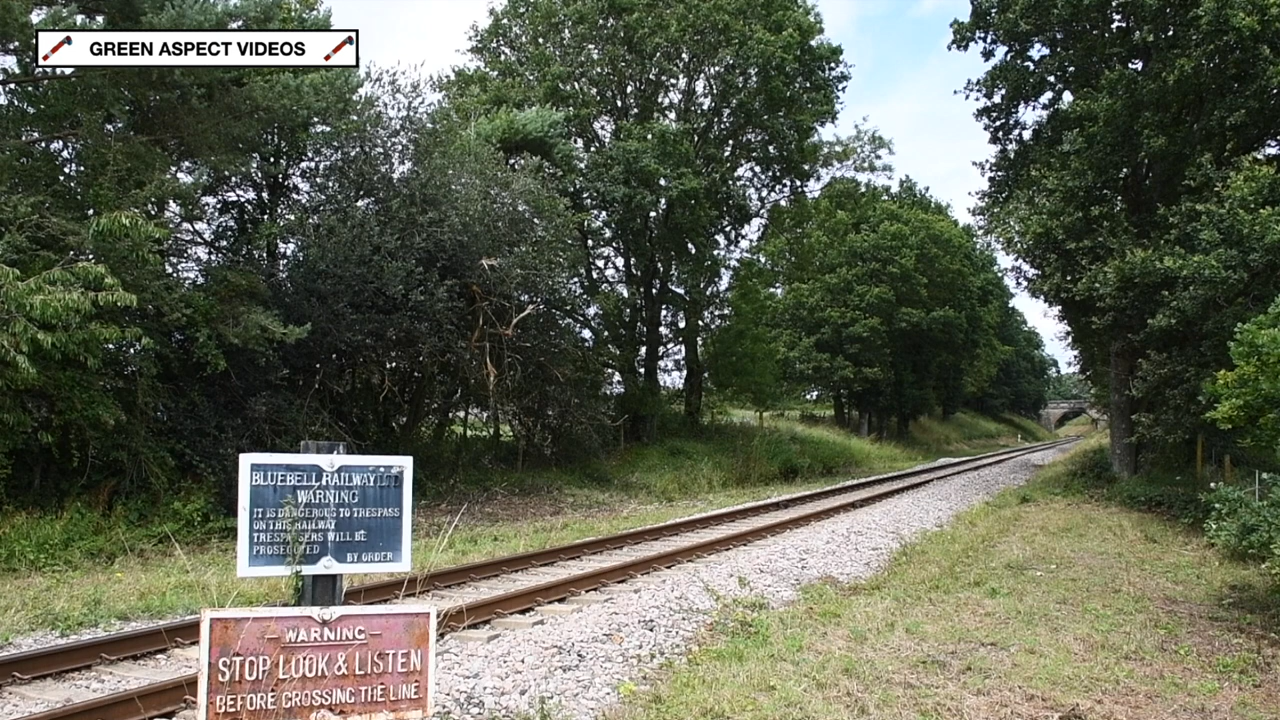 GREEN ASPECT VIDEOS
BLUEBELL RAILWAY LTD
WARNING
IT IS DANGEROUS TO TRESPASS
ON THIS RAILWAY
TRESPASSERS WILL BE
PROSECUTED
BY ORDER
WARNING
STOP LOOK & LISTEN
BEFORE CROSSING THE LINE.